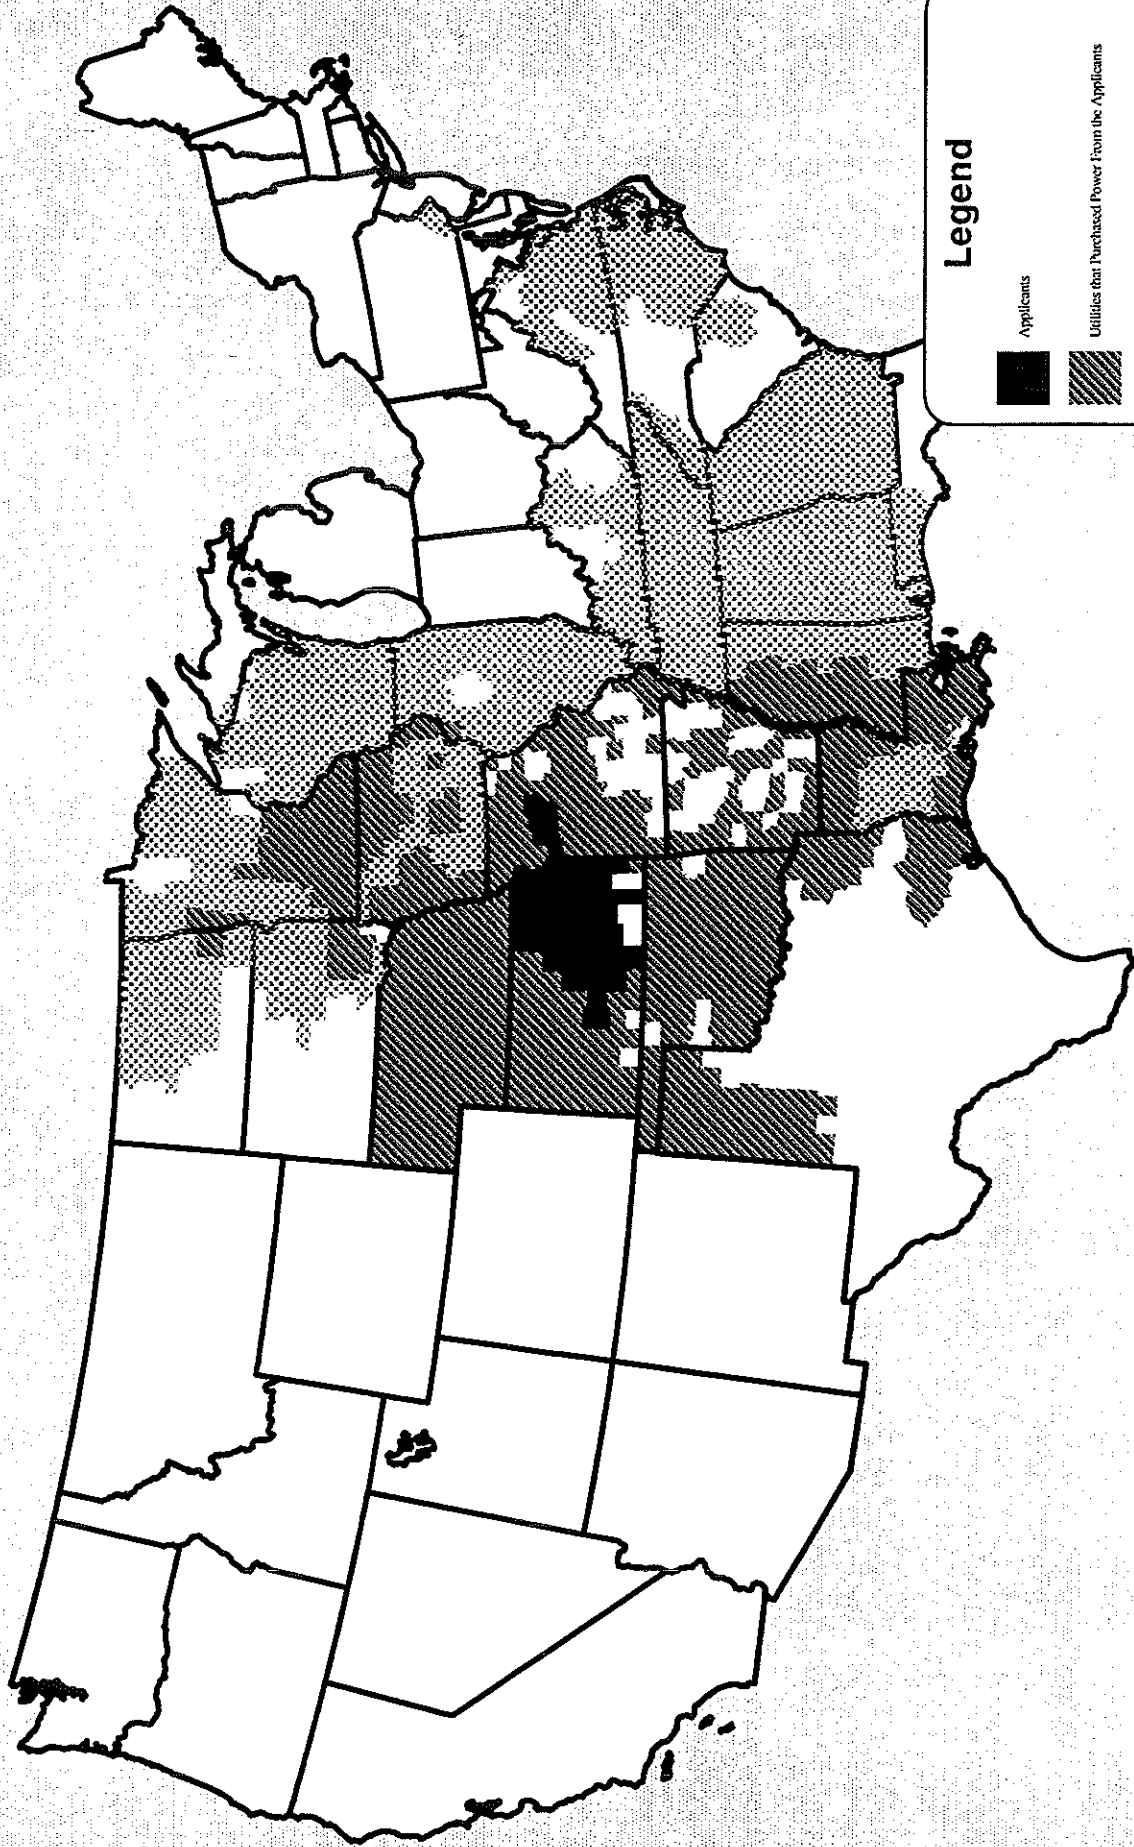 Legend
Applicants
Utilities that Purchased Power From the Applicants